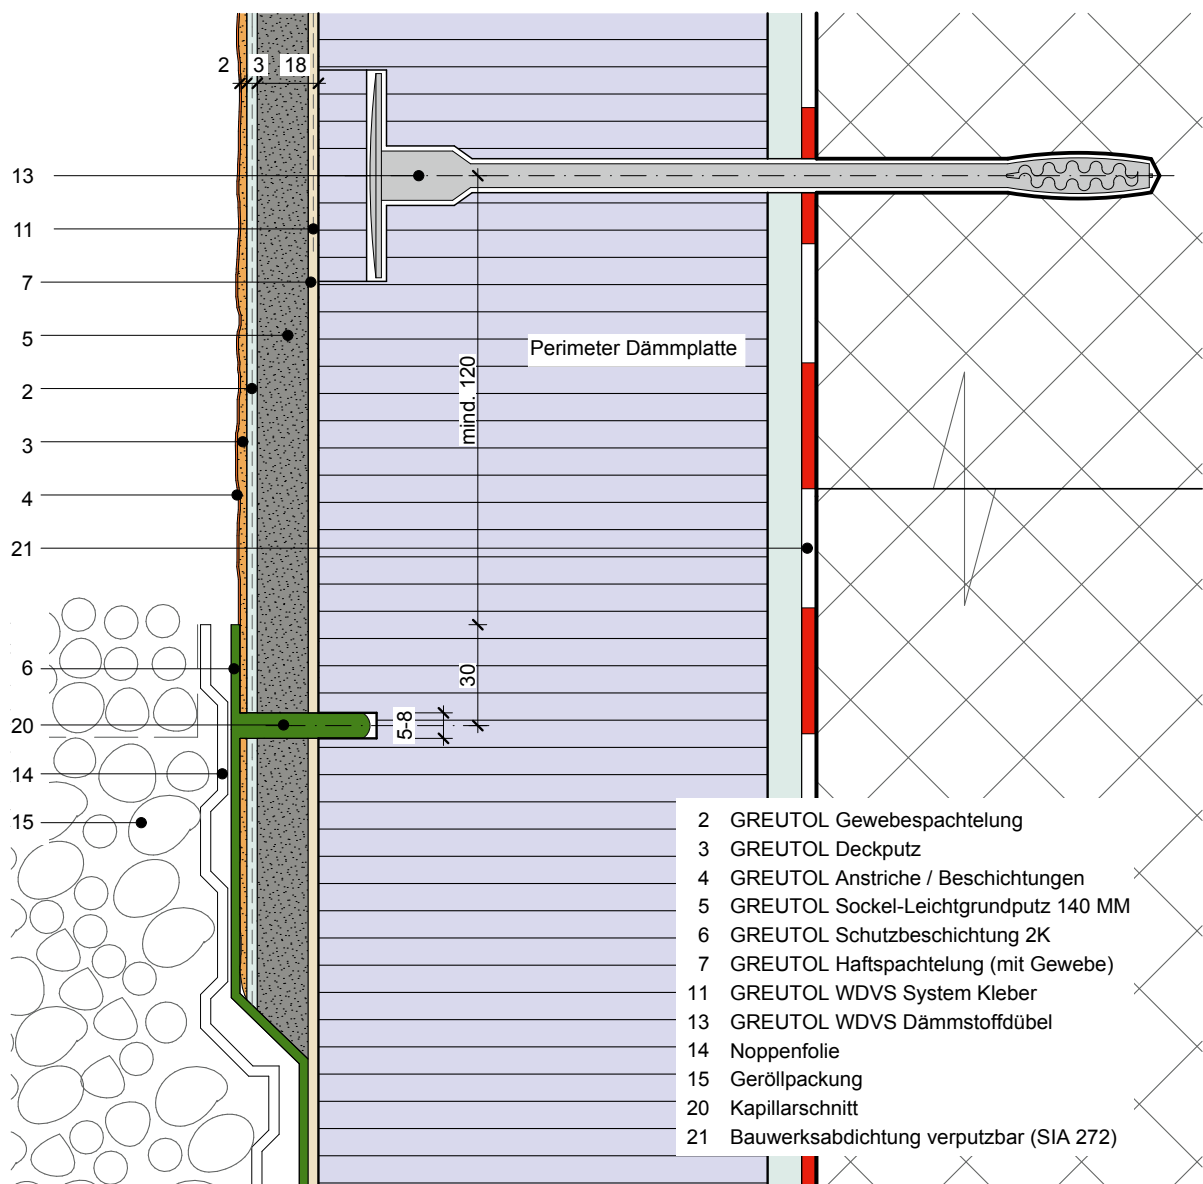 2 3 18
13
11
7
5
Perimeter Dämmplatte
mind. 120
2
3
4
21
6
30
20
5-8
14
15
2 GREUTOL Gewebespachtelung
3 GREUTOL Deckputz
4 GREUTOL Anstriche / Beschichtungen
5 GREUTOL Sockel-Leichtgrundputz 140 MM
6 GREUTOL Schutzbeschichtung 2K
7 GREUTOL Haftspachtelung (mit Gewebe)
11 GREUTOL WDVS System Kleber
13 GREUTOL WDVS Dämmstoffdübel
14 Noppenfolie
15 Geröllpackung
20 Kapillarschnitt
21 Bauwerksabdichtung verputzbar (SIA 272)